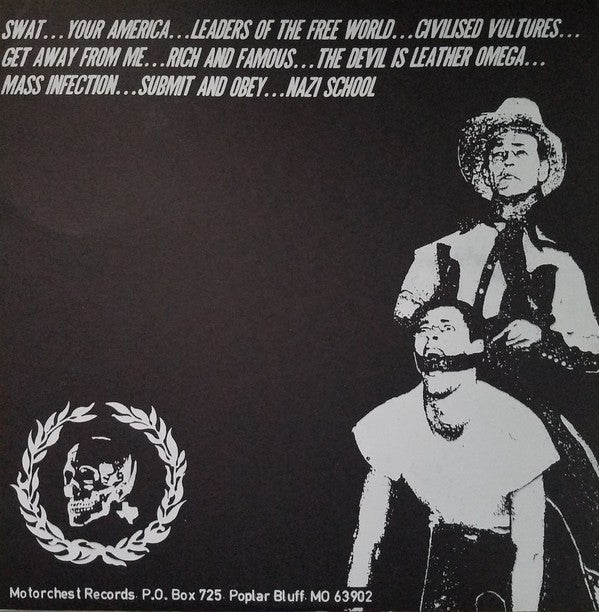 SWAT...YOUR AMERICA...LEADERS OF THE FREE WORLD...CIVILISED VULTURES...
GET AWAY FROM ME...RICH AND FAMOUS...THE DEVIL IS LEATHER OMEGA...
MASS INFECTION...SUBMIT AND OBEY...NAZI SCHOOL
Motorchest Records P.O. Box 725 Poplar Bluff MO 63902